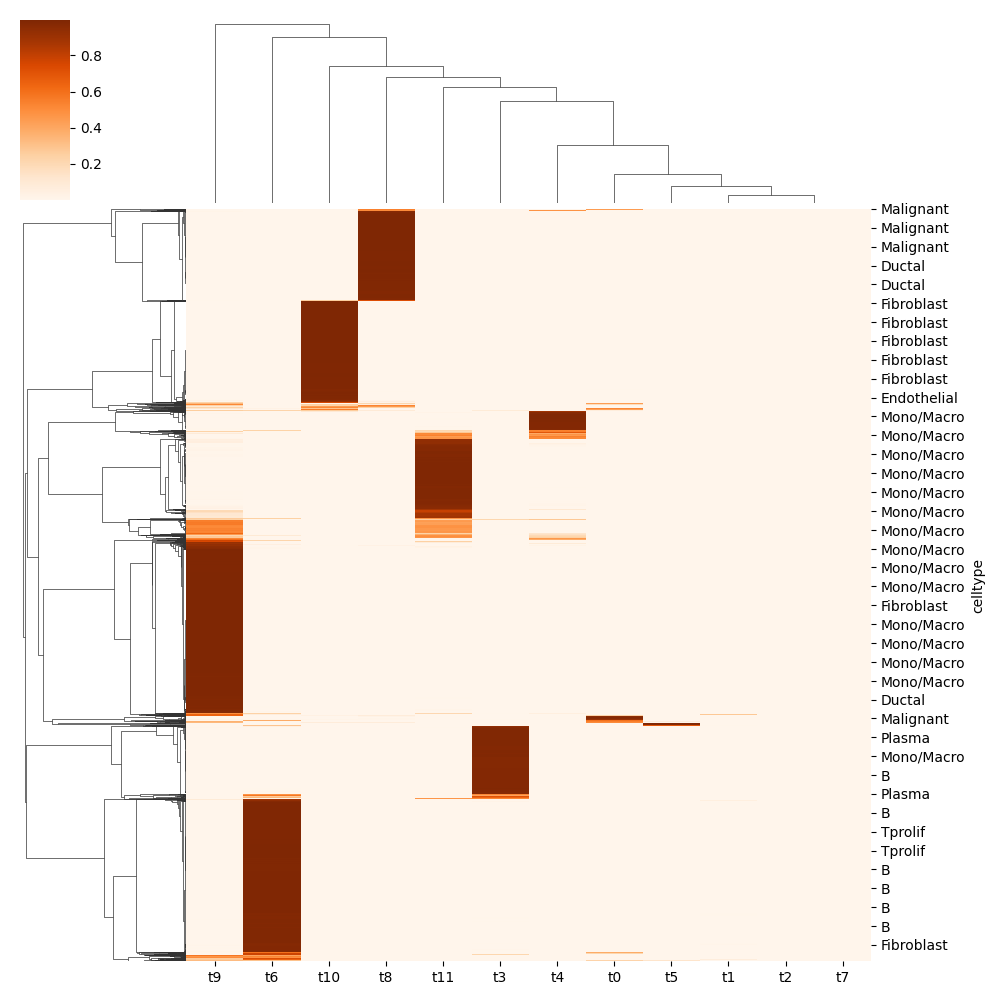 0.8
0.6
0.4
0.2
Malignant
Malignant
Malignant
Ductal
Ductal
Fibroblast
Fibroblast
Fibroblast
Fibroblast
Fibroblast
Endothelial
Mono/Macro
Mono/Macro
Mono/Macro
Mono/Macro
Mono/Macro
Mono/Macro
Mono/Macro
Mono/Macro
Mono/Macro
Mono/Macro
Fibroblast
Mono/Macro
Mono/Macro
Mono/Macro
Mono/Macro
Ductal
Malignant
Plasma
Mono/Macro
B
Plasma
B
Tprolif
Tprolif
B
B
B
B
Fibroblast
celltype
t9 t6 t10 t8 t11 t3 t4 t0 t5 t1 t2 t7